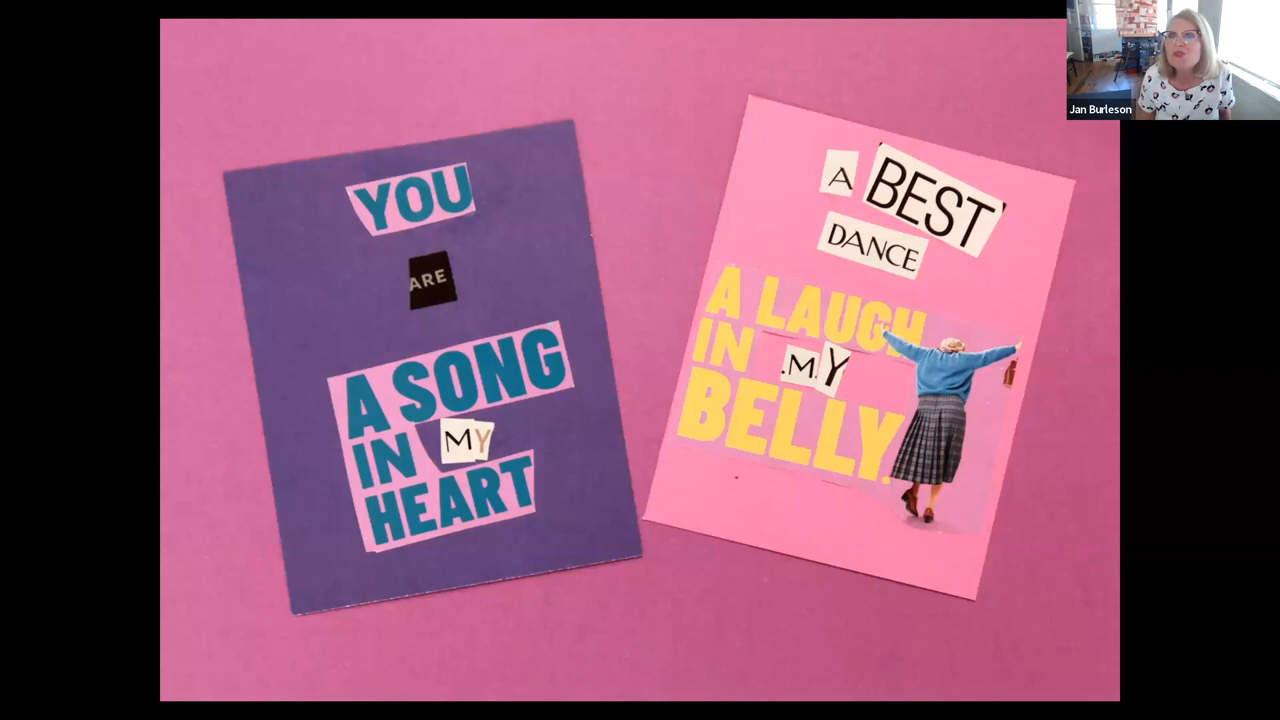 YOU
ARE
A SONG
IN MY
HEART
A BEST
DANCE
A LAUGH
IN MY
BELLY.
Jan Burleson